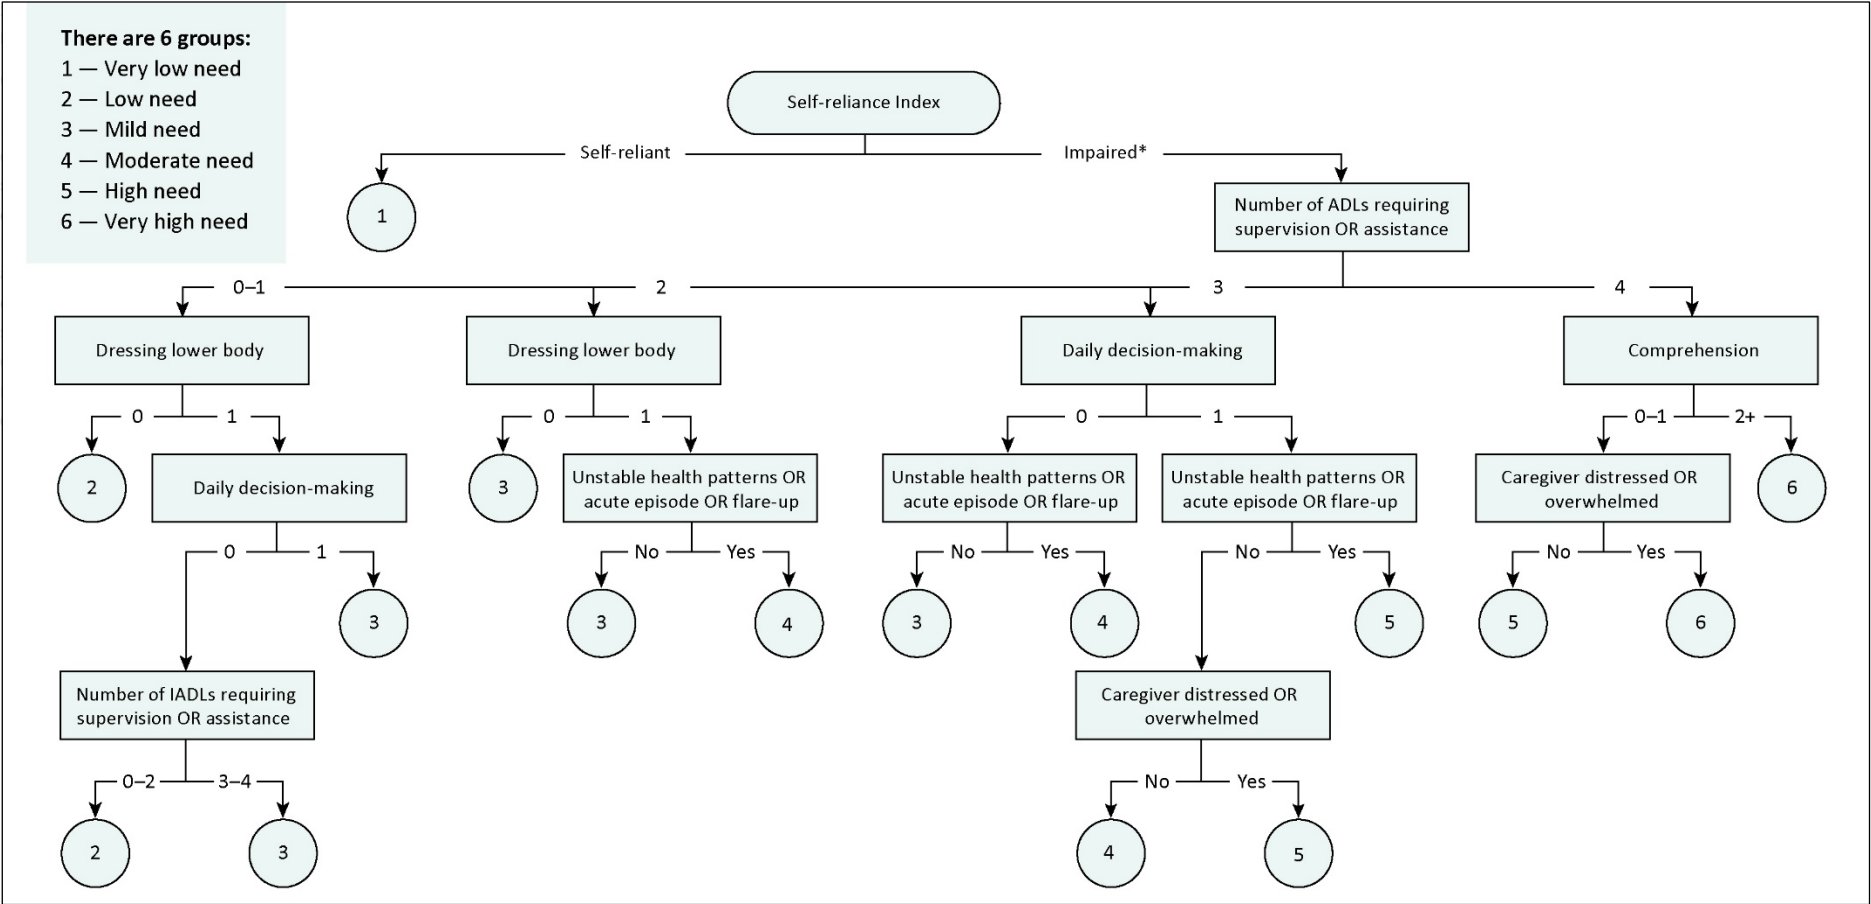 There are 6 groups:
1 — Very low need
2 — Low need
3 — Mild need
4 — Moderate need
5 — High need
6 — Very high need
Self-reliance Index
Self-reliant
Impaired*
1
Number of ADLs requiring
supervision OR assistance
0–1
2
3
4
Dressing lower body
Dressing lower body
Daily decision-making
Comprehension
0
1
0
1
0
1
0–1
2+
2
Daily decision-making
3
Unstable health patterns OR
acute episode OR flare-up
Unstable health patterns OR
acute episode OR flare-up
Unstable health patterns OR
acute episode OR flare-up
Caregiver distressed OR
overwhelmed
6
0
1
No
Yes
No
Yes
No
Yes
No
Yes
3
3
4
3
4
5
5
6
Number of IADLs requiring
supervision OR assistance
Caregiver distressed OR
overwhelmed
0–2
3–4
No
Yes
2
3
4
5